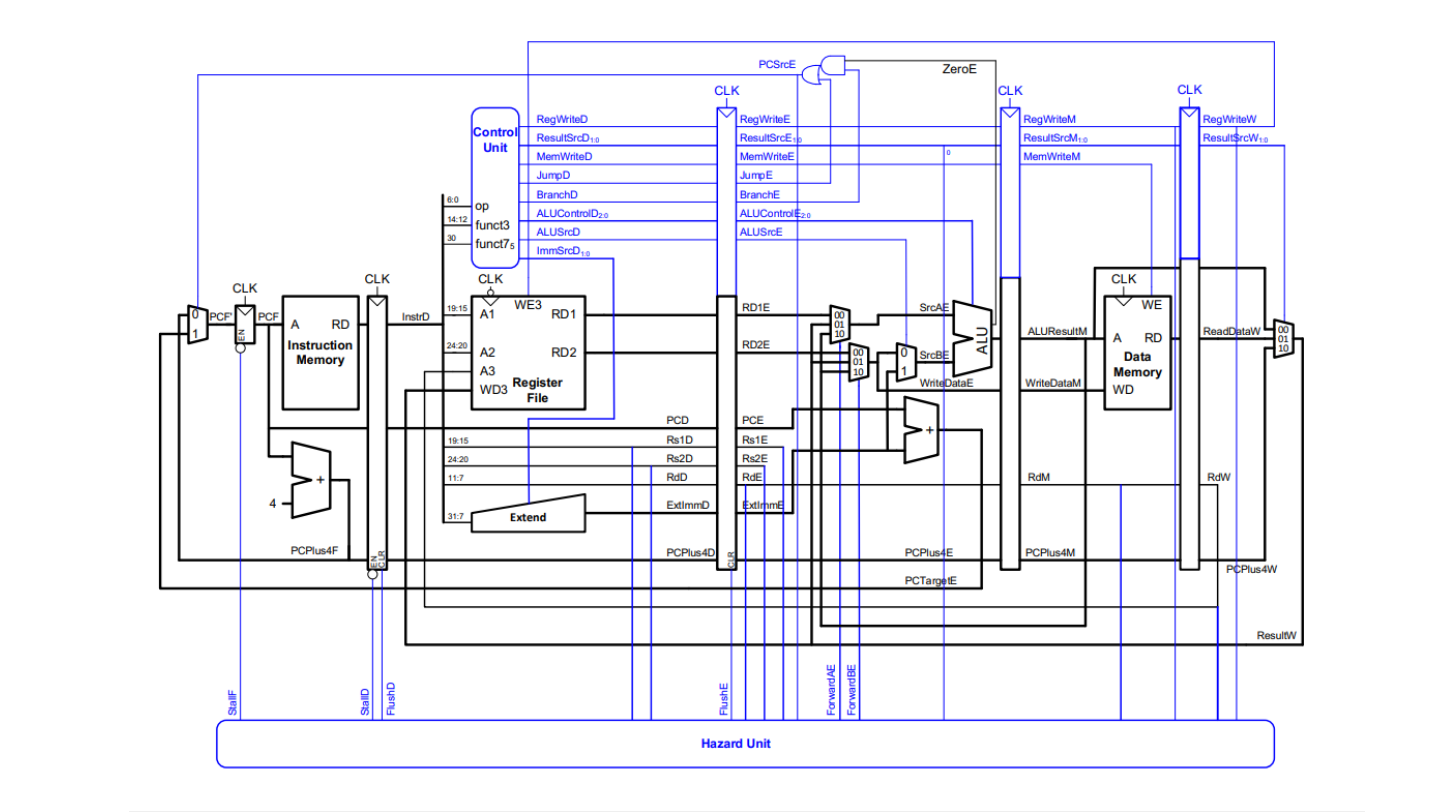 PCSrcE
ZeroE
CLK
CLK
CLK
Control
Unit
RegWriteD
RegWriteE
RegWriteM
RegWriteW
ResultSrcD1:0
ResultSrcE1:0
ResultSrcM1:0
ResultSrcW1:0
MemWriteD
MemWriteE
0
MemWriteM
JumpD
JumpE
BranchD
BranchE
ALUControlD2:0
ALUControlE2:0
ALUSrcD
ALUSrcE
ImmSrcD1:0
6:0
op
14:12
funct3
30
funct75
CLK
CLK
CLK
CLK
0
1
PCF'
EN
PCF
A
RD
Instruction
Memory
InstrD
19:15
A1
WE3
RD1
24:20
A2
RD2
A3
WD3
Register
File
RD1E
RD2E
00
01
10
00
01
10
0
1
SrcAE
SrcBE
ALU
WriteDataE
ALUResultM
WriteDataM
WE
A
RD
Data
Memory
WD
ReadDataW
00
01
10
PCD
PCE
+
19:15
Rs1D
Rs1E
24:20
Rs2D
Rs2E
11:7
RdD
RdE
RdM
RdW
4
+
31:7
Extend
ExtImmD
ExtImmE
PCPlus4F
EN
CLR
PCPlus4D
CLR
PCPlus4E
PCPlus4M
PCPlus4W
PCTargetE
ResultW
StallF
StallD
FlushD
FlushE
ForwardAE
ForwardBE
Hazard Unit